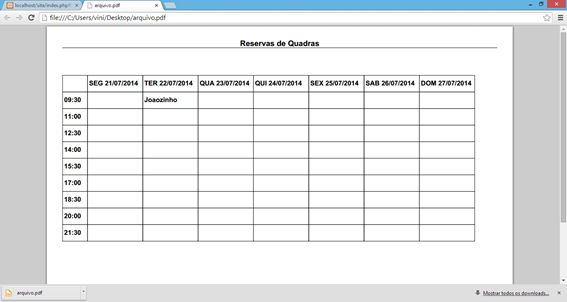 localhost/site/index.php/r
arquivo.pdf
file:///C:/Users/vini/Desktop/arquivo.pdf
Reservas de Quadras
SEG 21/07/2014 TER 22/07/2014 QUA 23/07/2014 QUI 24/07/2014 SEX 25/07/2014 SAB 26/07/2014 DOM 27/07/2014
09:30 Joaozinho
11:00
12:30
14:00
15:30
17:00
18:30
20:00
21:30
arquivo.pdf
Mostrar todos os downloads...